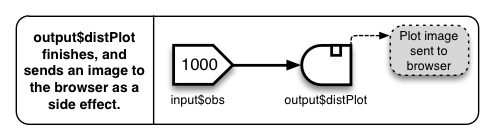 output$distPlot
finishes, and
sends an image to
the browser as a
side effect.
1000
input$obs
output$distPlot
Plot image
sent to
browser